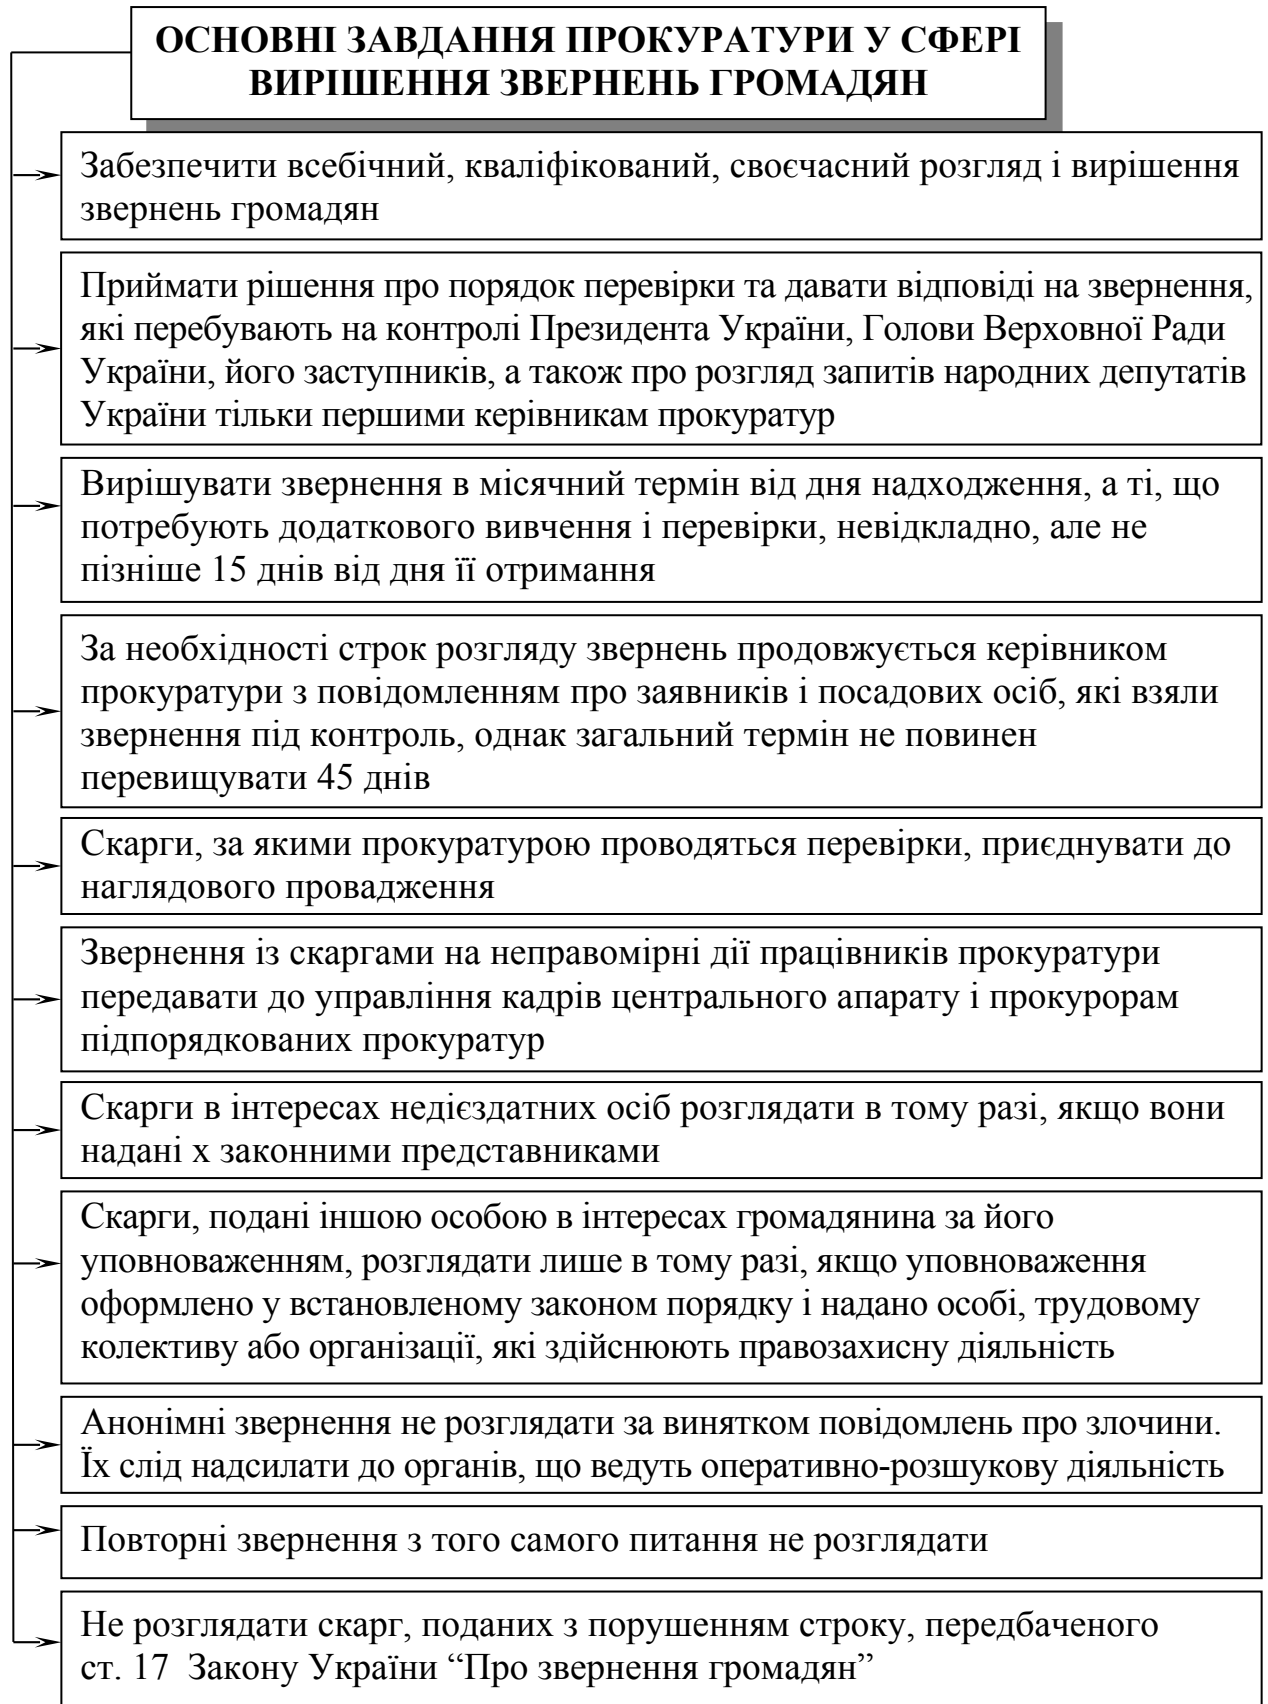 ОСНОВНІ ЗАВДАННЯ ПРОКУРАТУРИ У СФЕРІ
ВИРІШЕННЯ ЗВЕРНЕНЬ ГРОМАДЯН
Забезпечити всебічний, кваліфікований, своєчасний розгляд і вирішення
звернень громадян
Приймати рішення про порядок перевірки та давати відповіді на звернення,
які перебувають на контролі Президента України, Голови Верховної Ради
України, його заступників, а також про розгляд запитів народних депутатів
України тільки першими керівникам прокуратур
Вирішувати звернення в місячний термін від дня надходження, а ті, що
потребують додаткового вивчення і перевірки, невідкладно, але не
пізніше 15 днів від дня її отримання
За необхідності строк розгляду звернень продовжується керівником
прокуратури з повідомленням про заявників і посадових осіб, які взяли
звернення під контроль, однак загальний термін не повинен
перевищувати 45 днів
Скарги, за якими прокуратурою проводяться перевірки, приєднувати до
наглядового провадження
Звернення із скаргами на неправомірні дії працівників прокуратури
передавати до управління кадрів центрального апарату і прокурорам
підпорядкованих прокуратур
Скарги в інтересах недієздатних осіб розглядати в тому разі, якщо вони
надані х законними представниками
Скарги, подані іншою особою в інтересах громадянина за його
уповноваженням, розглядати лише в тому разі, якщо уповноваження
оформлено у встановленому законом порядку і надано особі, трудовому
колективу або організації, які здійснюють правозахисну діяльність
Анонімні звернення не розглядати за винятком повідомлень про злочини.
Їх слід надсилати до органів, що ведуть оперативно-розшукову діяльність
Повторні звернення з того самого питання не розглядати
Не розглядати скарг, поданих з порушенням строку, передбаченого
ст. 17 Закону України “Про звернення громадян”